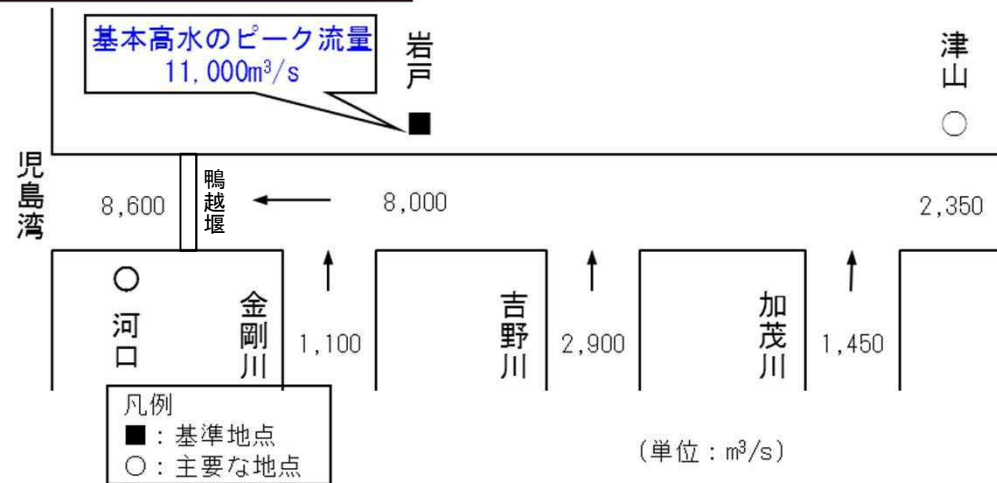 基本高水のピーク流量
11,000m³/s
岩戸
津山
児島湾
8,600
鴨越堰
8,000
2,350
河口
金剛川
1,100
吉野川
2,900
加茂川
1,450
凡例
■：基準地点
○：主要な地点
（単位：m³/s）